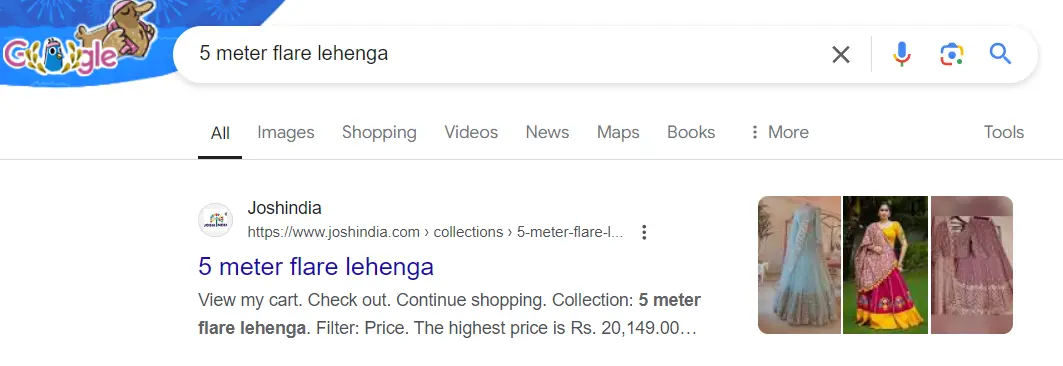 Google
5 meter flare lehenga
All Images Shopping Videos News Maps Books More Tools
Joshindia
https://www.joshindia.com › collections › 5-meter-flare-l...
5 meter flare lehenga
View my cart. Check out. Continue shopping. Collection: 5 meter
flare lehenga. Filter: Price. The highest price is Rs. 20,149.00…